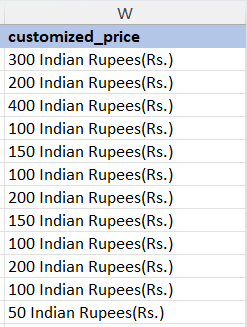 W
customized_price
300 Indian Rupees(Rs.)
200 Indian Rupees(Rs.)
400 Indian Rupees(Rs.)
100 Indian Rupees(Rs.)
150 Indian Rupees(Rs.)
100 Indian Rupees(Rs.)
200 Indian Rupees(Rs.)
150 Indian Rupees(Rs.)
100 Indian Rupees(Rs.)
200 Indian Rupees(Rs.)
100 Indian Rupees(Rs.)
50 Indian Rupees(Rs.)